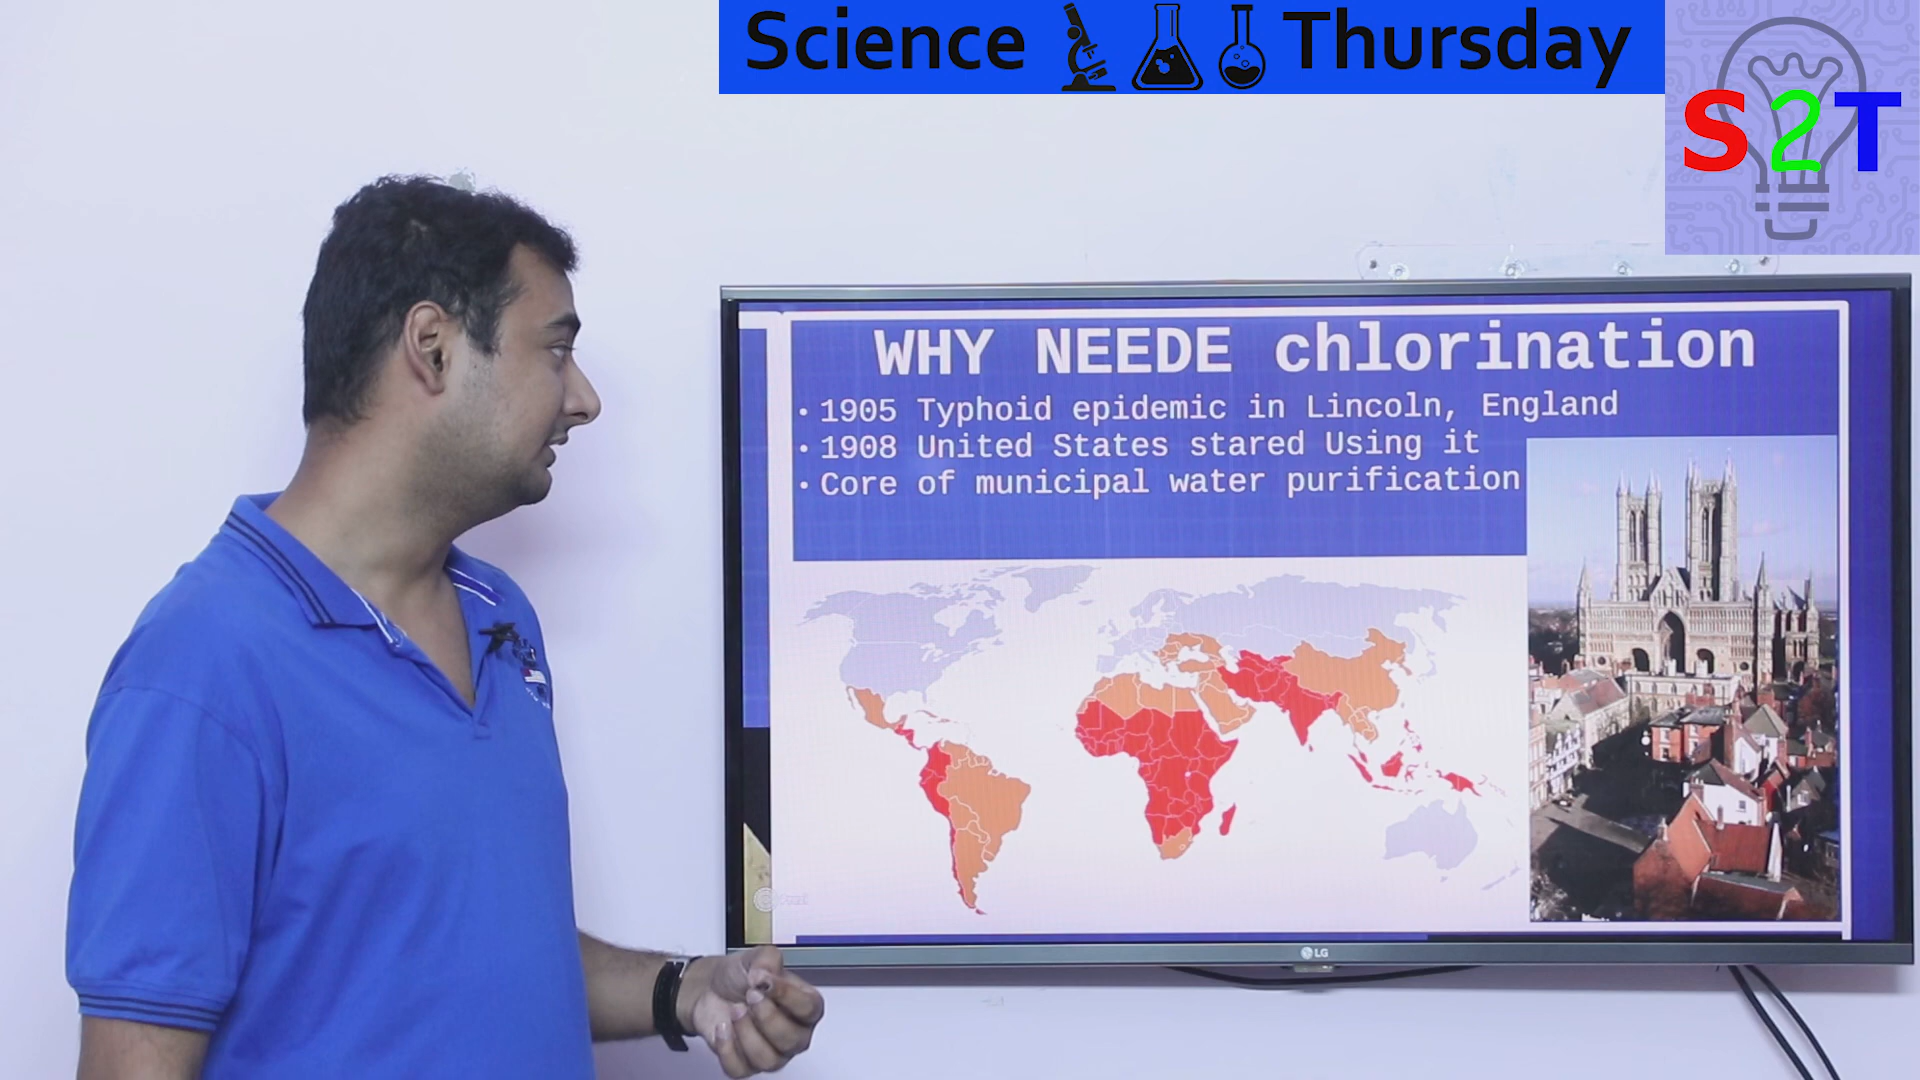 Science Thursday
S2T
WHY NEEDE chlorination
• 1905 Typhoid epidemic in Lincoln, England
• 1908 United States stared Using it
• Core of municipal water purification
LG